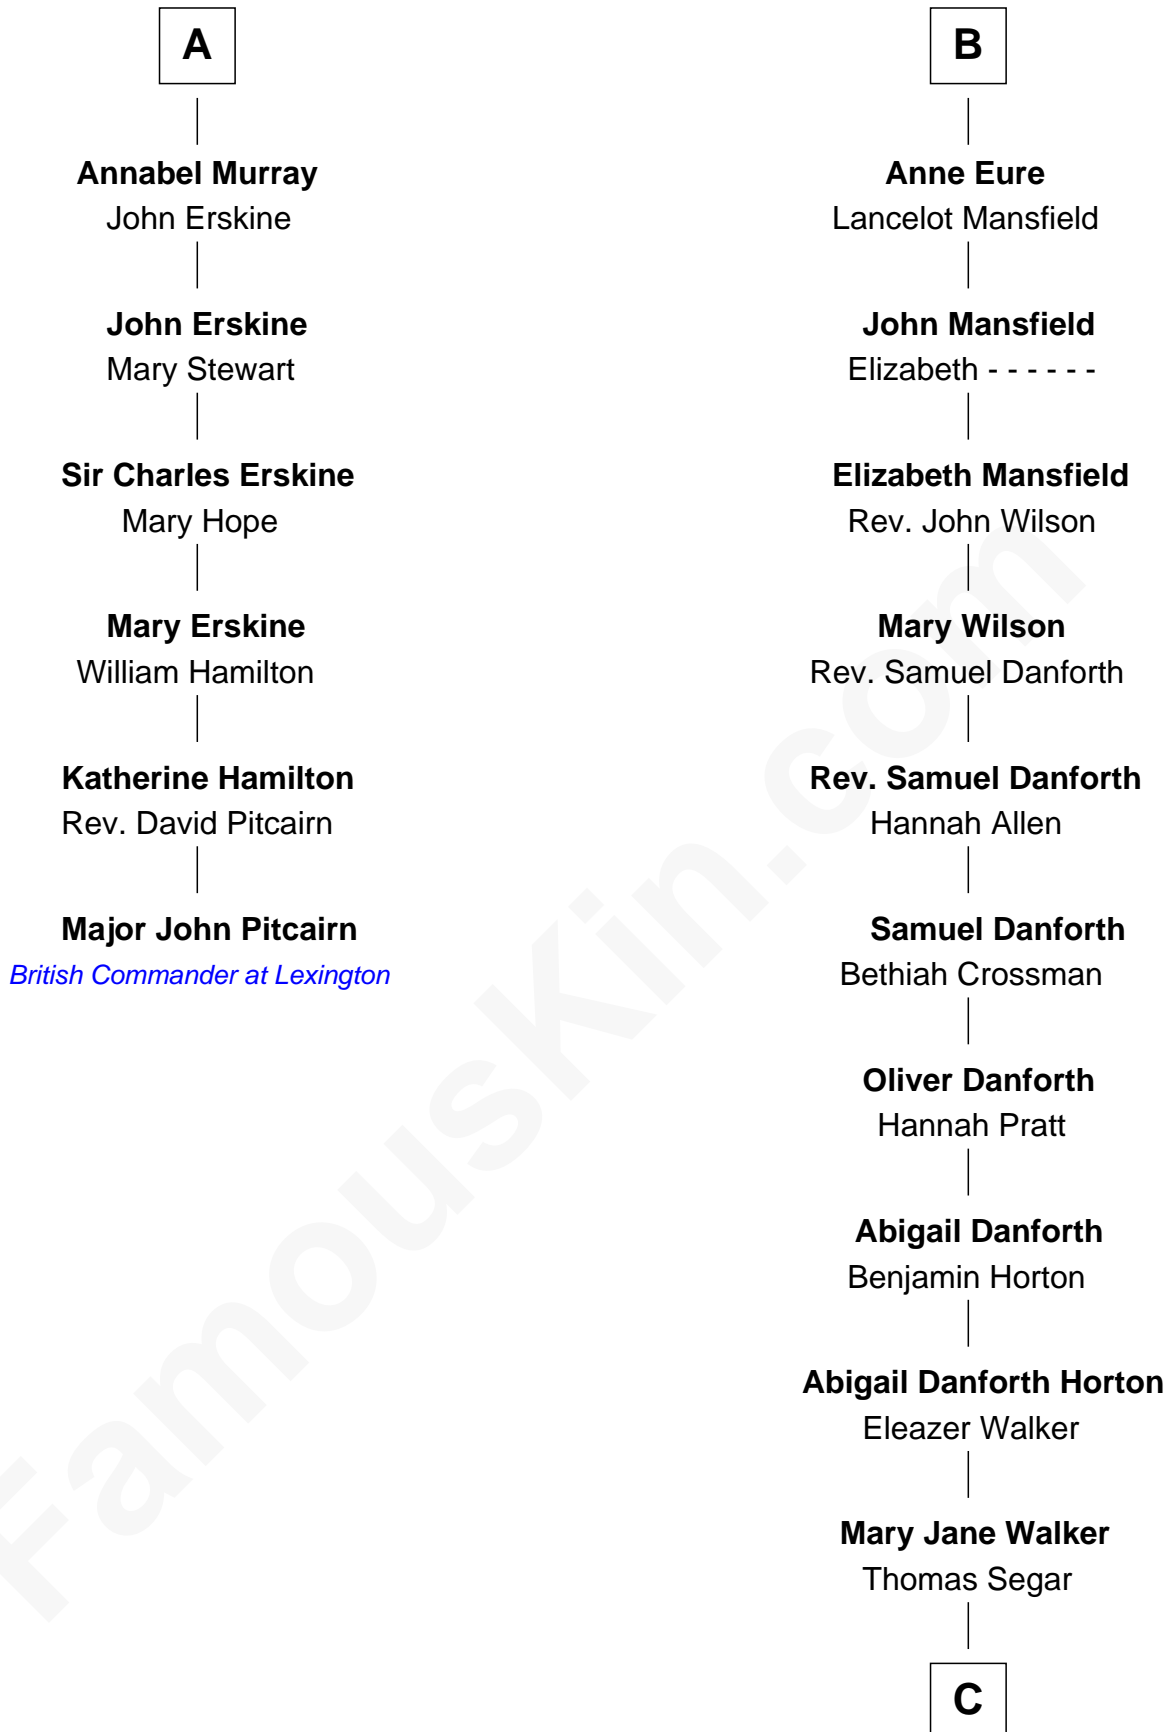 A
Annabel Murray
John Erskine
John Erskine
Mary Stewart
Sir Charles Erskine
Mary Hope
Mary Erskine
William Hamilton
Katherine Hamilton
Rev. David Pitcairn
Major John Pitcairn
British Commander at Lexington
B
Anne Eure
Lancelot Mansfield
John Mansfield
Elizabeth - - - - - -
Elizabeth Mansfield
Rev. John Wilson
Mary Wilson
Rev. Samuel Danforth
Rev. Samuel Danforth
Hannah Allen
Samuel Danforth
Bethiah Crossman
Oliver Danforth
Hannah Pratt
Abigail Danforth
Benjamin Horton
Abigail Danforth Horton
Eleazer Walker
Mary Jane Walker
Thomas Segar
C
FamousKin.com